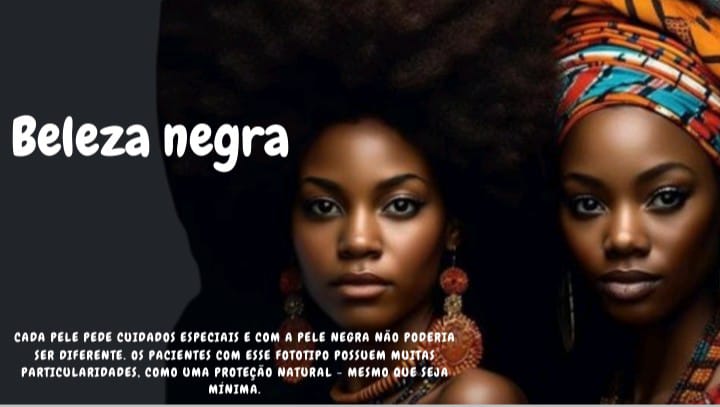 Beleza negra
CADA PELE PEDE CUIDADOS ESPECIAIS E COM A PELE NEGRA NÃO PODERIA
SER DIFERENTE. OS PACIENTES COM ESSE FOTOTIPO POSSUEM MUITAS
PARTICULARIDADES, COMO UMA PROTEÇÃO NATURAL - MESMO QUE SEJA
MÍNIMA.